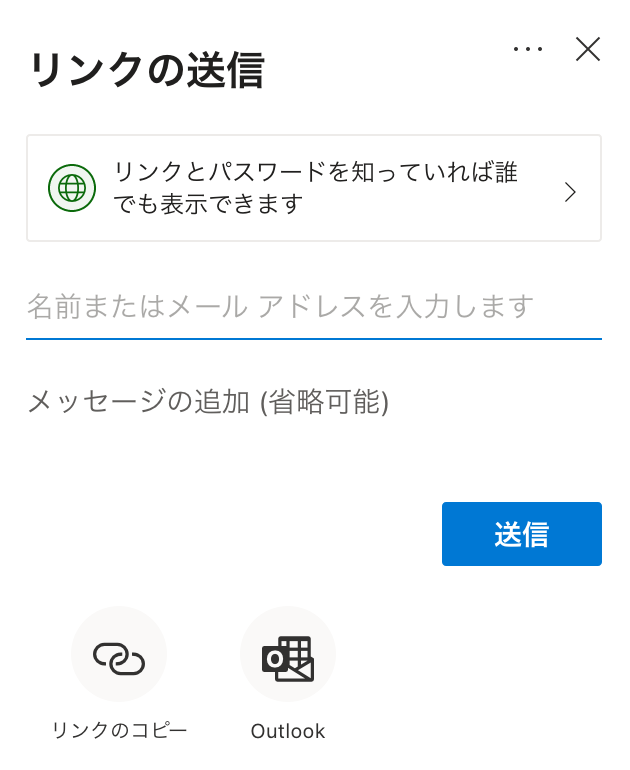 リンクの送信
リンクとパスワードを知っていれば誰
でも表示できます
名前またはメール アドレスを入力します
メッセージの追加 (省略可能)
送信
リンクのコピー
Outlook